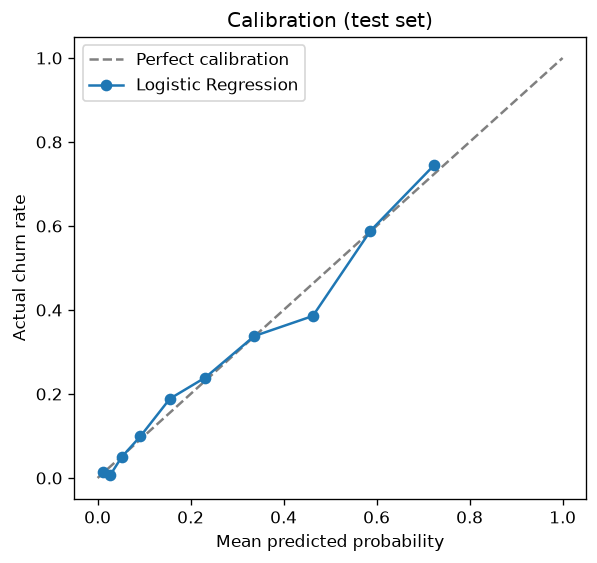 Calibration (test set)
Perfect calibration
Logistic Regression
1.0
0.8
0.6
0.4
0.2
0.0
Actual churn rate
0.0 0.2 0.4 0.6 0.8 1.0
Mean predicted probability